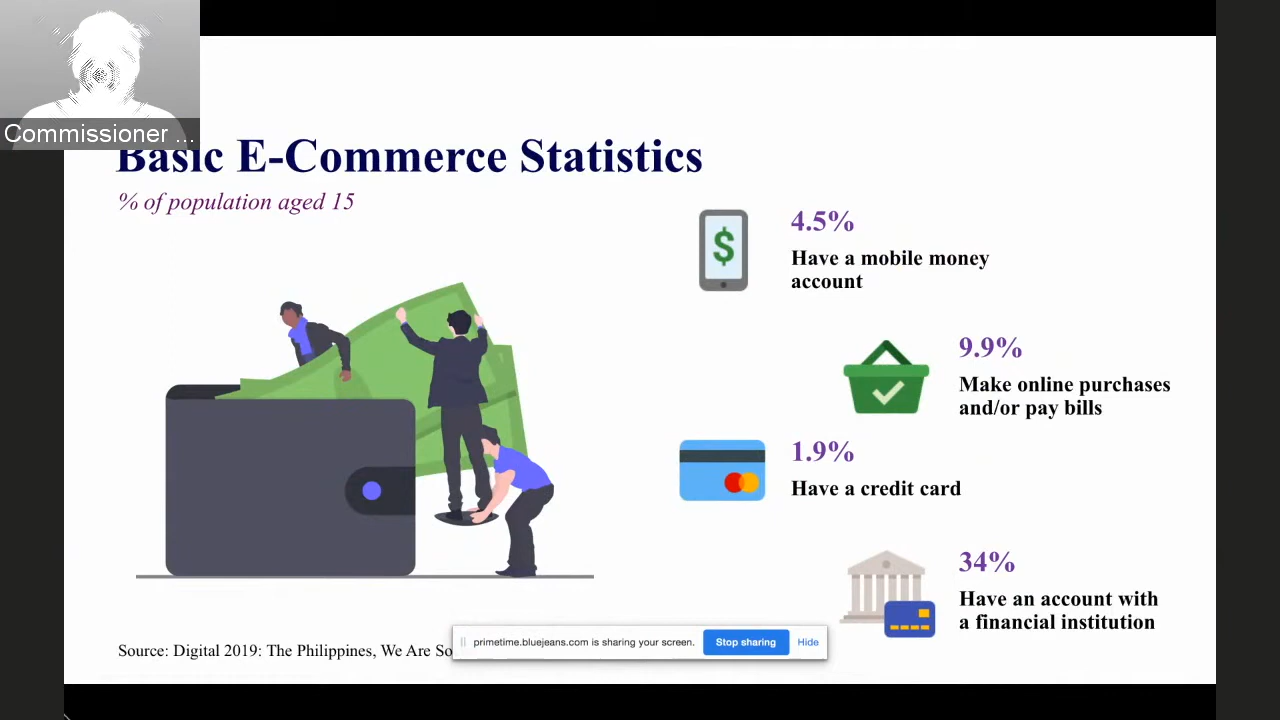 Commissioner ...
Basic E-Commerce Statistics
% of population aged 15
4.5%
Have a mobile money
account
9.9%
Make online purchases
and/or pay bills
1.9%
Have a credit card
34%
Have an account with
a financial institution
Source: Digital 2019: The Philippines, We Are
primetime.bluejeans.com is sharing your screen. Stop sharing Hide